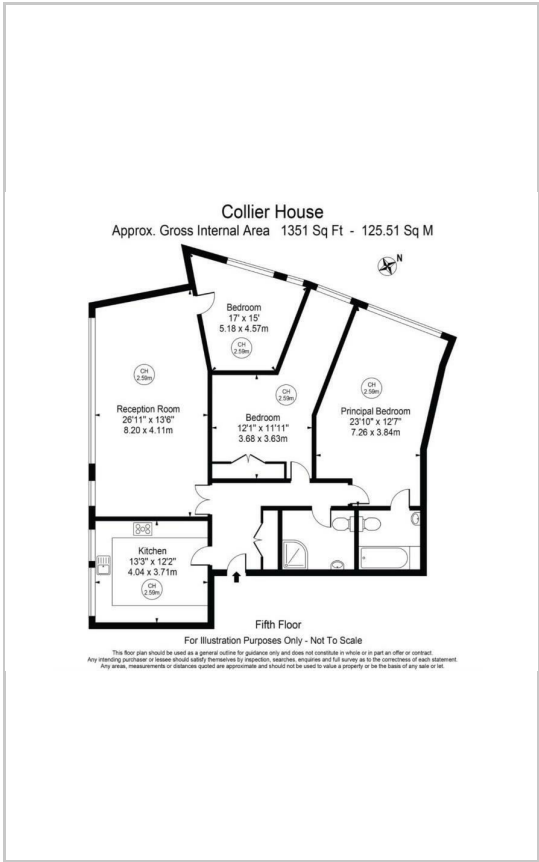 Collier House
Approx. Gross Internal Area 1351 Sq Ft - 125.51 Sq M
N
Bedroom
17' x 15'
5.18 x 4.57m
CH
2.59m
CH
2.59m
Reception Room
26'11" x 13'6"
8.20 x 4.11m
CH
2.59m
Bedroom
12'1" x 11'11"
3.68 x 3.63m
CH
2.59m
Principal Bedroom
23'10" x 12'7"
7.26 x 3.84m
Kitchen
13'3" x 12'2"
4.04 x 3.71m
CH
2.59m
Fifth Floor
For Illustration Purposes Only - Not To Scale
This floor plan should be used as a general outline for guidance only and does not constitute in whole or in part an offer or contract.
Any intending purchaser or lessee should satisfy themselves by inspection, searches, enquiries and full survey as to the correctness of each statement.
Any areas, measurements or distances quoted are approximate and should not be used to value a property or be the basis of any sale or let.